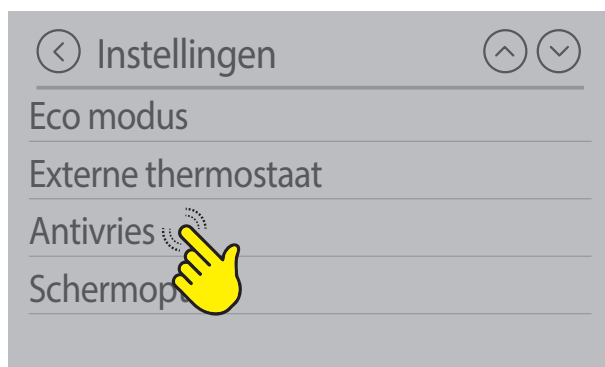 Instellingen
Eco modus
Externe thermostaat
Antivries